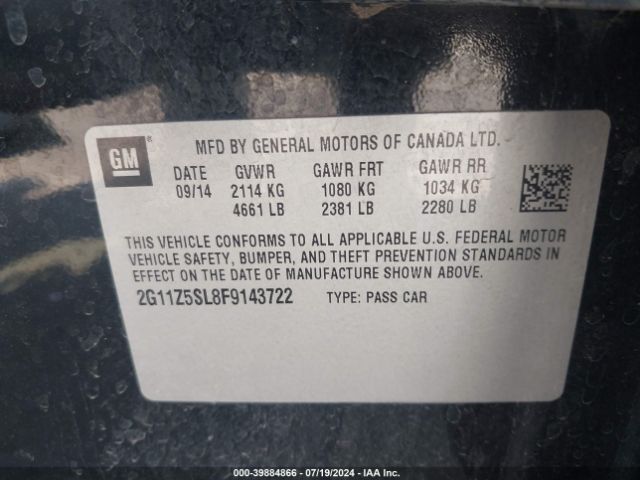 GM ®
MFD BY GENERAL MOTORS OF CANADA LTD.
DATE GVWR GAWR FRT GAWR RR
09/14 2114 KG 1080 KG 1034 KG
4661 LB 2381 LB 2280 LB
THIS VEHICLE CONFORMS TO ALL APPLICABLE U.S. FEDERAL MOTOR
VEHICLE SAFETY, BUMPER, AND THEFT PREVENTION STANDARDS IN
EFFECT ON THE DATE OF MANUFACTURE SHOWN ABOVE.
2G11Z5SL8F9143722 TYPE: PASS CAR
000-39884866 - 07/19/2024 - IAA Inc.